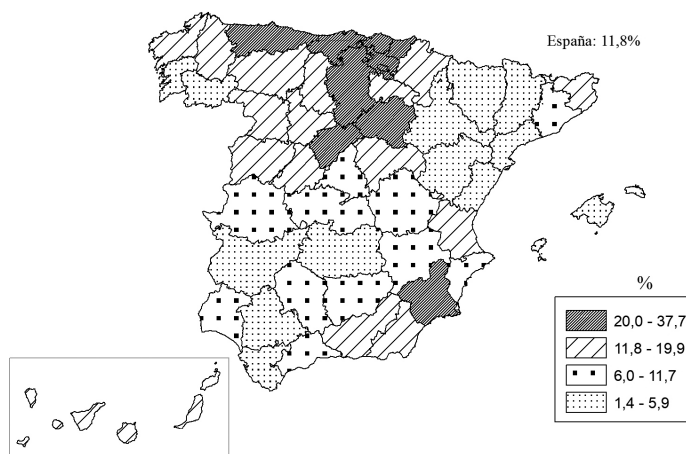 España: 11,8%
%
20,0 - 37,7
11,8 - 19,9
6,0 - 11,7
1,4 - 5,9